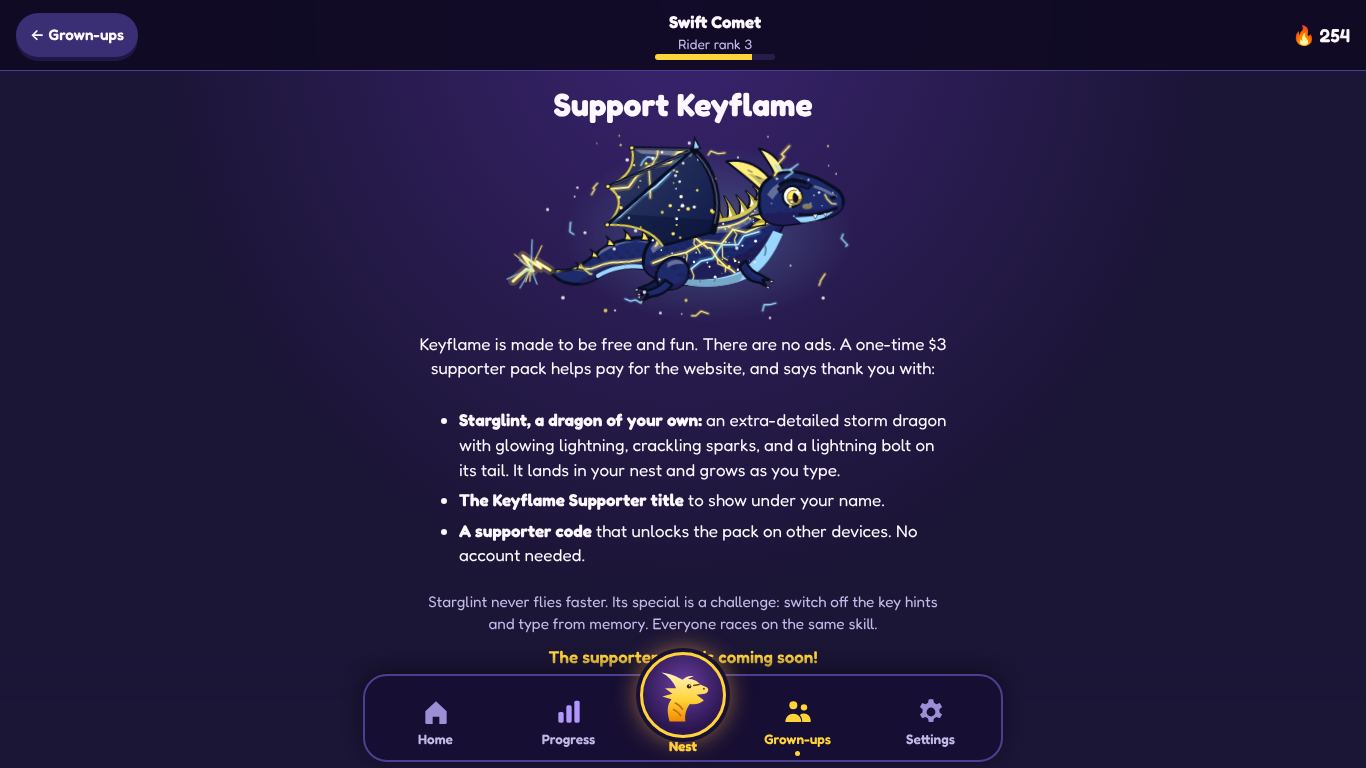 ← Grown-ups
Swift Comet
Rider rank 3
254
Support Keyflame
Keyflame is made to be free and fun. There are no ads. A one-time $3
supporter pack helps pay for the website, and says thank you with:
• Starglint, a dragon of your own: an extra-detailed storm dragon
with glowing lightning, crackling sparks, and a lightning bolt on
its tail. It lands in your nest and grows as you type.
• The Keyflame Supporter title to show under your name.
• A supporter code that unlocks the pack on other devices. No
account needed.
Starglint never flies faster. Its special is a challenge: switch off the key hints
and type from memory. Everyone races on the same skill.
The supporter coming soon!
Home
Progress
Nest
Grown-ups
Settings